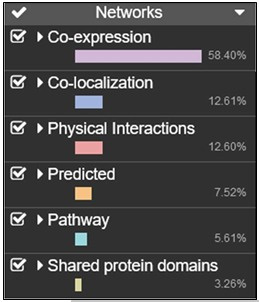 Networks
Co-expression
58.40%
Co-localization
12.61%
Physical Interactions
12.60%
Predicted
7.52%
Pathway
5.61%
Shared protein domains
3.26%